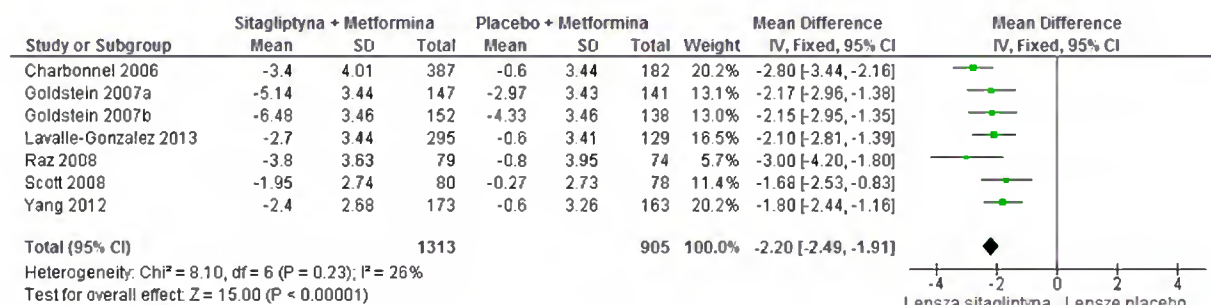 Sitagliptyna + Metformina Placebo + Metformina Mean Difference Mean Difference
Study or Subgroup Mean SD Total Mean SD Total Weight IV, Fixed, 95% CI IV, Fixed, 95% CI
Charbonnel 2006 -3.4 4.01 387 -0.6 3.44 182 20.2% -2.80 [-3.44, -2.16]
Goldstein 2007a -5.14 3.44 147 -2.97 3.43 141 13.1% -2.17 [-2.96, -1.38]
Goldstein 2007b -6.48 3.46 152 -4.33 3.46 138 13.0% -2.15 [-2.95, -1.35]
Lavalle-Gonzalez 2013 -2.7 3.44 295 -0.6 3.41 129 16.5% -2.10 [-2.81, -1.39]
Raz 2008 -3.8 3.63 79 -0.8 3.95 74 5.7% -3.00 [-4.20, -1.80]
Scott 2008 -1.95 2.74 80 -0.27 2.73 78 11.4% -1.68 [-2.53, -0.83]
Yang 2012 -2.4 2.68 173 -0.6 3.26 163 20.2% -1.80 [-2.44, -1.16]
Total (95% CI) 1313 905 100.0% -2.20 [-2.49, -1.91]
Heterogeneity: Chi² = 8.10, df = 6 (P = 0.23); I² = 26%
Test for overall effect: Z = 15.00 (P < 0.00001)
-4 -2 0 2 4
Lepsza sitagliptyna Lepsze placebo